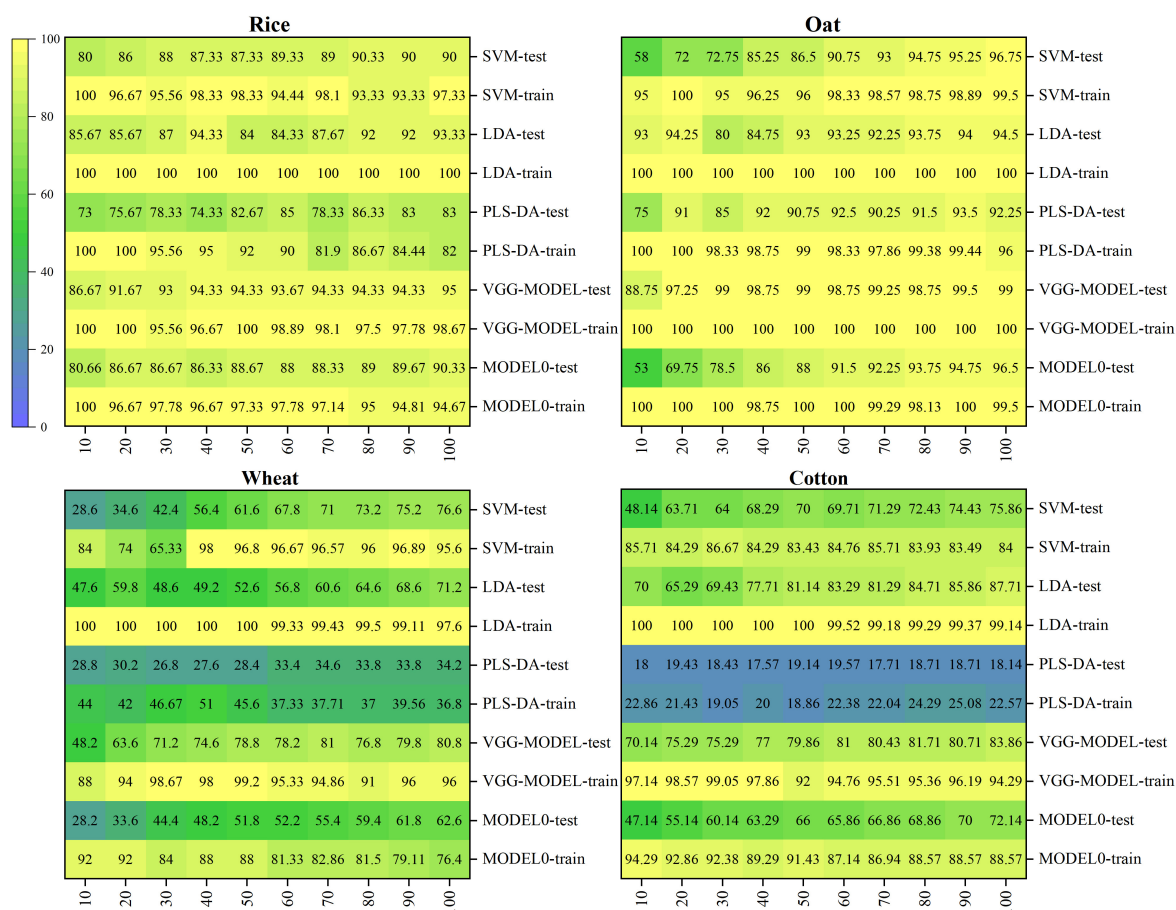 Rice
100
80
60
40
20
0
80 86 88 87.33 87.33 89.33 89 90.33 90 90 SVM-test
100 96.67 95.56 98.33 98.33 94.44 98.1 93.33 93.33 97.33 SVM-train
85.67 85.67 87 94.33 84 84.33 87.67 92 92 93.33 LDA-test
100 100 100 100 100 100 100 100 100 100 LDA-train
73 75.67 78.33 74.33 82.67 85 78.33 86.33 83 83 PLS-DA-test
100 100 95.56 95 92 90 81.9 86.67 84.44 82 PLS-DA-train
86.67 91.67 93 94.33 94.33 93.67 94.33 94.33 94.33 95 VGG-MODEL-test
100 100 95.56 96.67 100 98.89 98.1 97.5 97.78 98.67 VGG-MODEL-train
80.66 86.67 86.67 86.33 88.67 88 88.33 89 89.67 90.33 MODEL0-test
100 96.67 97.78 96.67 97.33 97.78 97.14 95 94.81 94.67 MODEL0-train
10 20 30 40 50 60 70 80 90 100
Oat
58 72 72.75 85.25 86.5 90.75 93 94.75 95.25 96.75 SVM-test
95 100 95 96.25 96 98.33 98.57 98.75 98.89 99.5 SVM-train
93 94.25 80 84.75 93 93.25 92.25 93.75 94 94.5 LDA-test
100 100 100 100 100 100 100 100 100 100 LDA-train
75 91 85 92 90.75 92.5 90.25 91.5 93.5 92.25 PLS-DA-test
100 100 98.33 98.75 99 98.33 97.86 99.38 99.44 96 PLS-DA-train
88.75 97.25 99 98.75 99 98.75 99.25 98.75 99.5 99 VGG-MODEL-test
100 100 100 100 100 100 100 100 100 100 VGG-MODEL-train
53 69.75 78.5 86 88 91.5 92.25 93.75 94.75 96.5 MODEL0-test
100 100 100 98.75 100 100 99.29 98.13 100 99.5 MODEL0-train
10 20 30 40 50 60 70 80 90 100
Wheat
28.6 34.6 42.4 56.4 61.6 67.8 71 73.2 75.2 76.6 SVM-test
84 74 65.33 98 96.8 96.67 96.57 96 96.89 95.6 SVM-train
47.6 59.8 48.6 49.2 52.6 56.8 60.6 64.6 68.6 71.2 LDA-test
100 100 100 100 100 99.33 99.43 99.5 99.11 97.6 LDA-train
28.8 30.2 26.8 27.6 28.4 33.4 34.6 33.8 33.8 34.2 PLS-DA-test
44 42 46.67 51 45.6 37.33 37.71 37 39.56 36.8 PLS-DA-train
48.2 63.6 71.2 74.6 78.8 78.2 81 76.8 79.8 80.8 VGG-MODEL-test
88 94 98.67 98 99.2 95.33 94.86 91 96 96 VGG-MODEL-train
28.2 33.6 44.4 48.2 51.8 52.2 55.4 59.4 61.8 62.6 MODEL0-test
92 92 84 88 88 81.33 82.86 81.5 79.11 76.4 MODEL0-train
10 20 30 40 50 60 70 80 90 100
Cotton
48.14 63.71 64 68.29 70 69.71 71.29 72.43 74.43 75.86 SVM-test
85.71 84.29 86.67 84.29 83.43 84.76 85.71 83.93 83.49 84 SVM-train
70 65.29 69.43 77.71 81.14 83.29 81.29 84.71 85.86 87.71 LDA-test
100 100 100 100 100 99.52 99.18 99.29 99.37 99.14 LDA-train
18 19.43 18.43 17.57 19.14 19.57 17.71 18.71 18.71 18.14 PLS-DA-test
22.86 21.43 19.05 20 18.86 22.38 22.04 24.29 25.08 22.57 PLS-DA-train
70.14 75.29 75.29 77 79.86 81 80.43 81.71 80.71 83.86 VGG-MODEL-test
97.14 98.57 99.05 97.86 92 94.76 95.51 95.36 96.19 94.29 VGG-MODEL-train
47.14 55.14 60.14 63.29 66 65.86 66.86 68.86 70 72.14 MODEL0-test
94.29 92.86 92.38 89.29 91.43 87.14 86.94 88.57 88.57 88.57 MODEL0-train
10 20 30 40 50 60 70 80 90 100